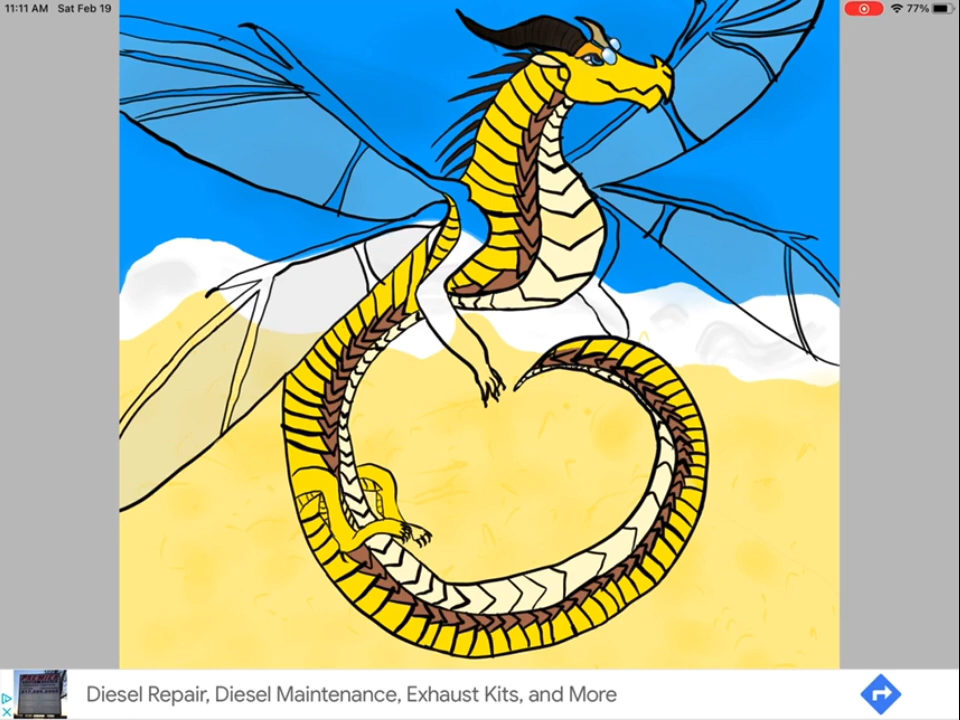 11:11 AM Sat Feb 19
77%
Diesel Repair, Diesel Maintenance, Exhaust Kits, and More